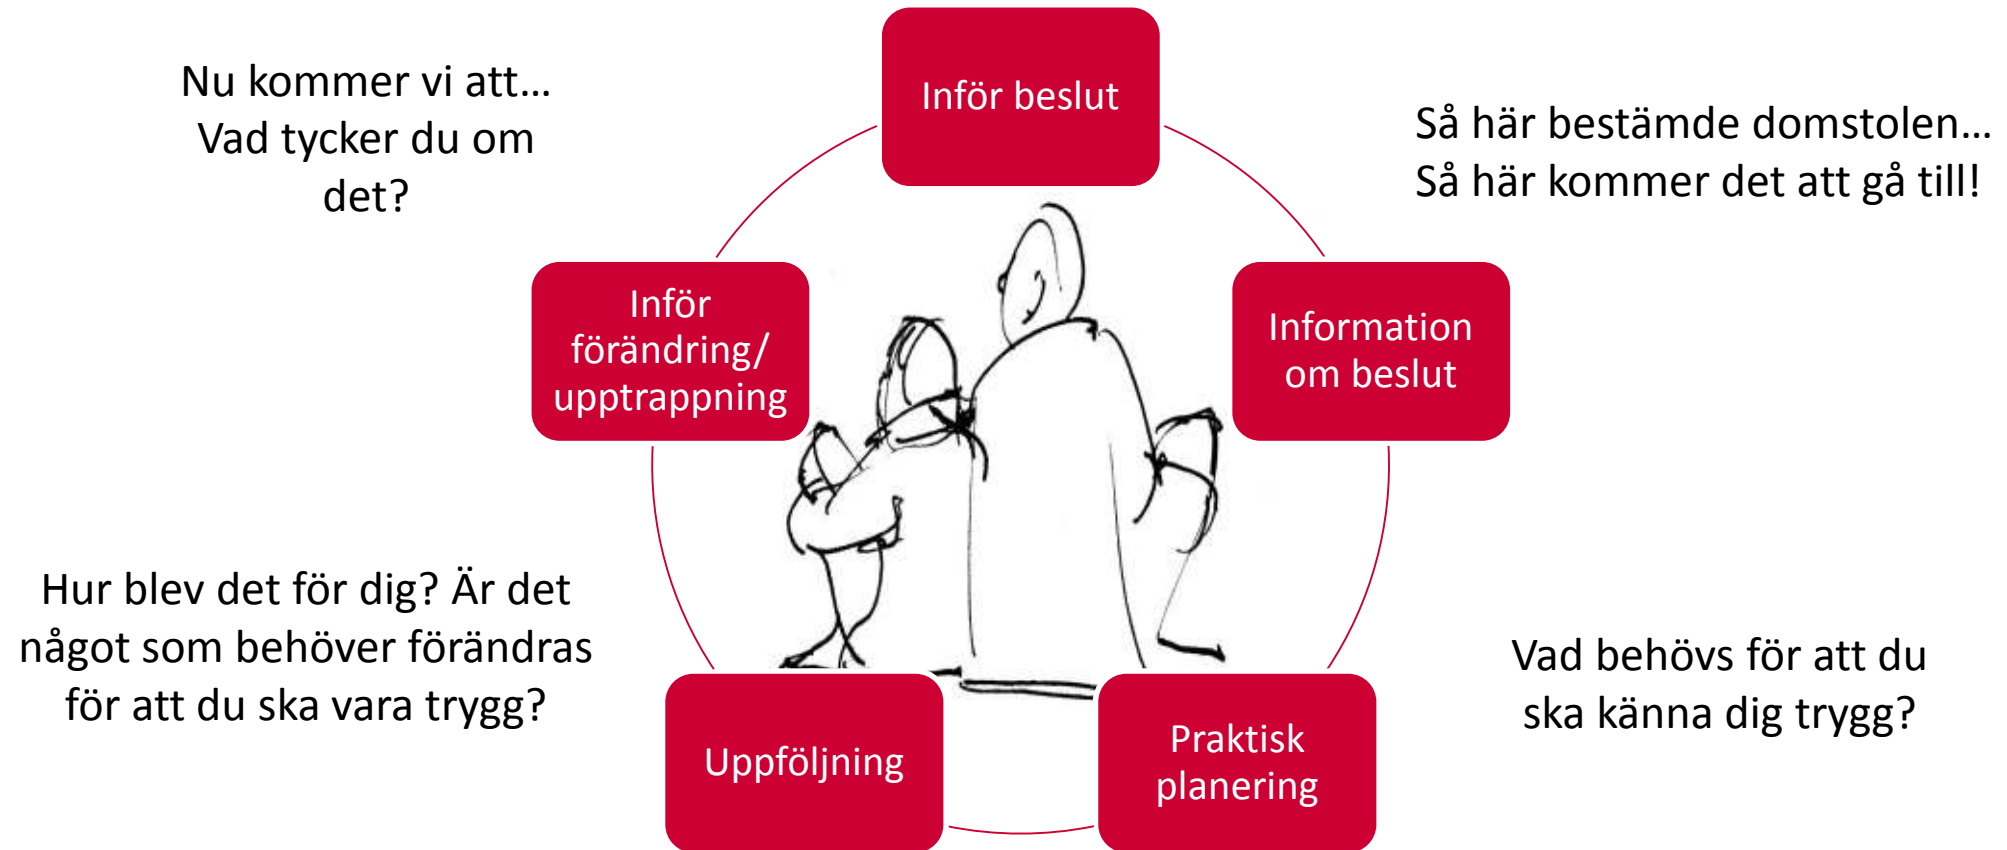 Inför beslut
Nu kommer vi att…
Vad tycker du om
det?
Så här bestämde domstolen…
Så här kommer det att gå till!
Inför
förändring/
upptrappning
Information
om beslut
Hur blev det för dig? Är det
något som behöver förändras
för att du ska vara trygg?
Vad behövs för att du
ska känna dig trygg?
Uppföljning
Praktisk
planering